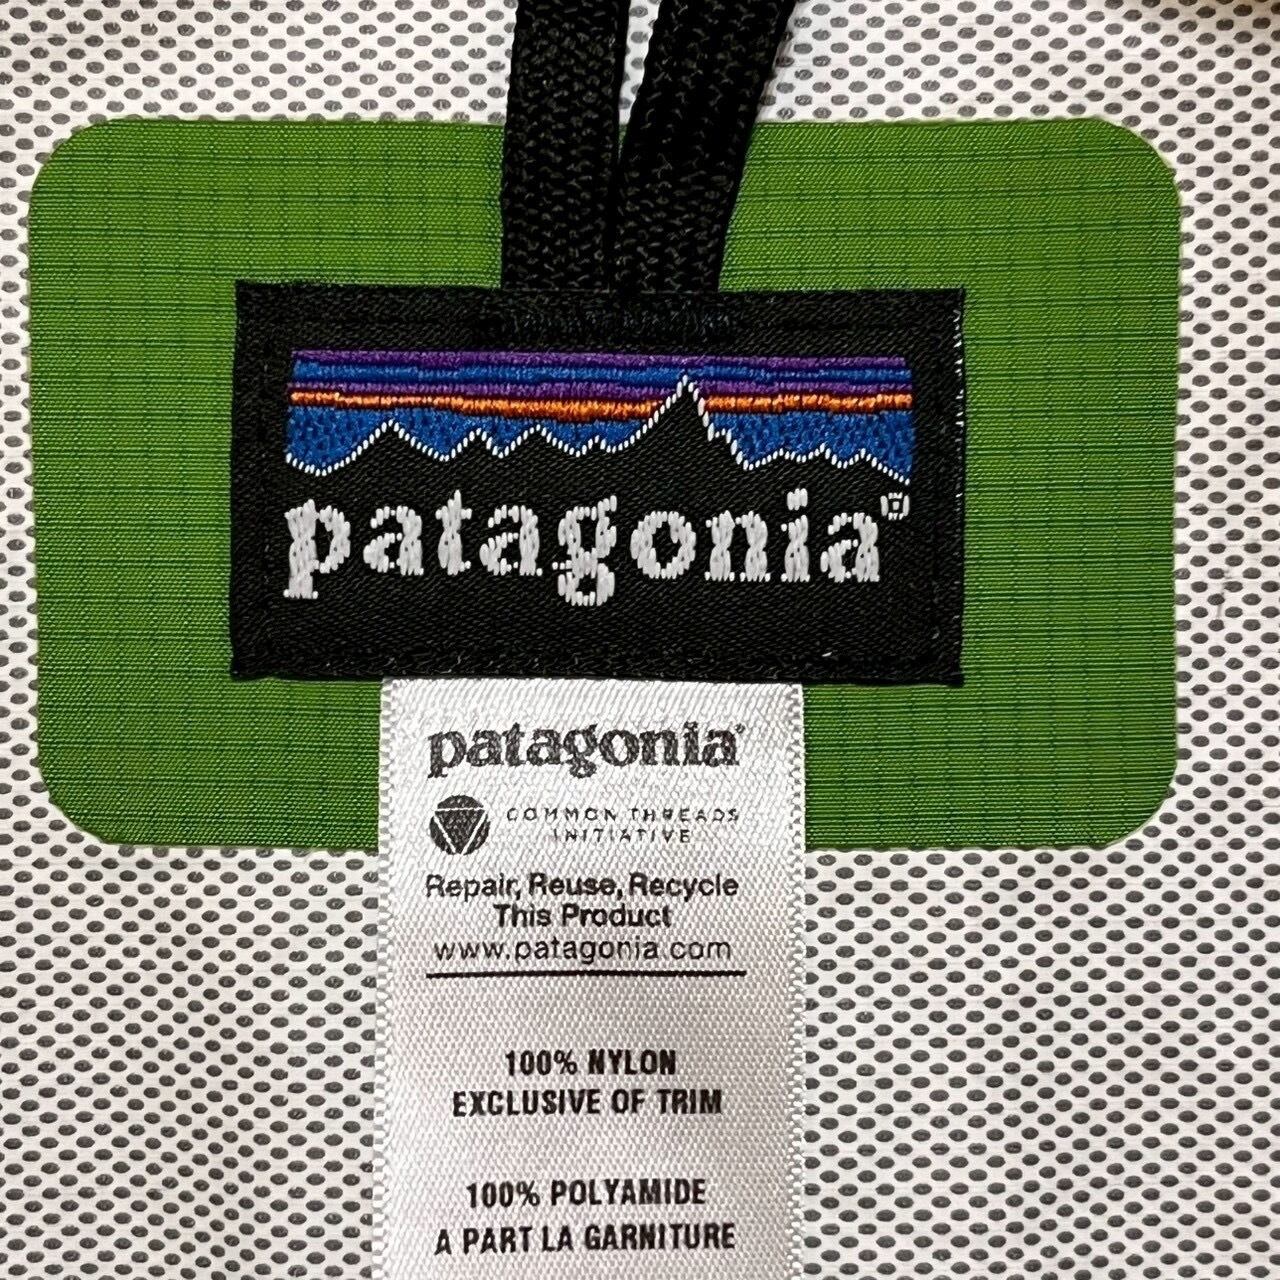 patagonia®
patagonia®
COMMON THREADS
INITIATIVE
Repair, Reuse, Recycle
This Product
www.patagonia.com
100% NYLON
EXCLUSIVE OF TRIM
100% POLYAMIDE
A PART LA GARNITURE